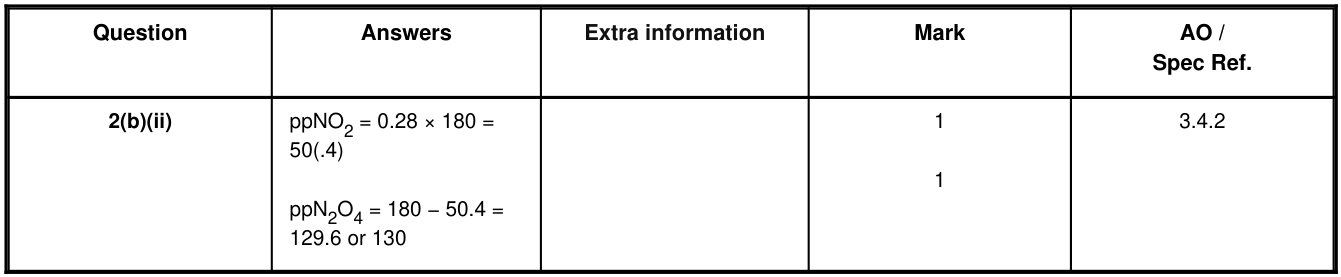 Question Answers Extra information Mark AO /
Spec Ref.
2(b)(ii) ppNO2 = 0.28 × 180 = 1 3.4.2
50(.4)
1
ppN2O4 = 180 – 50.4 =
129.6 or 130